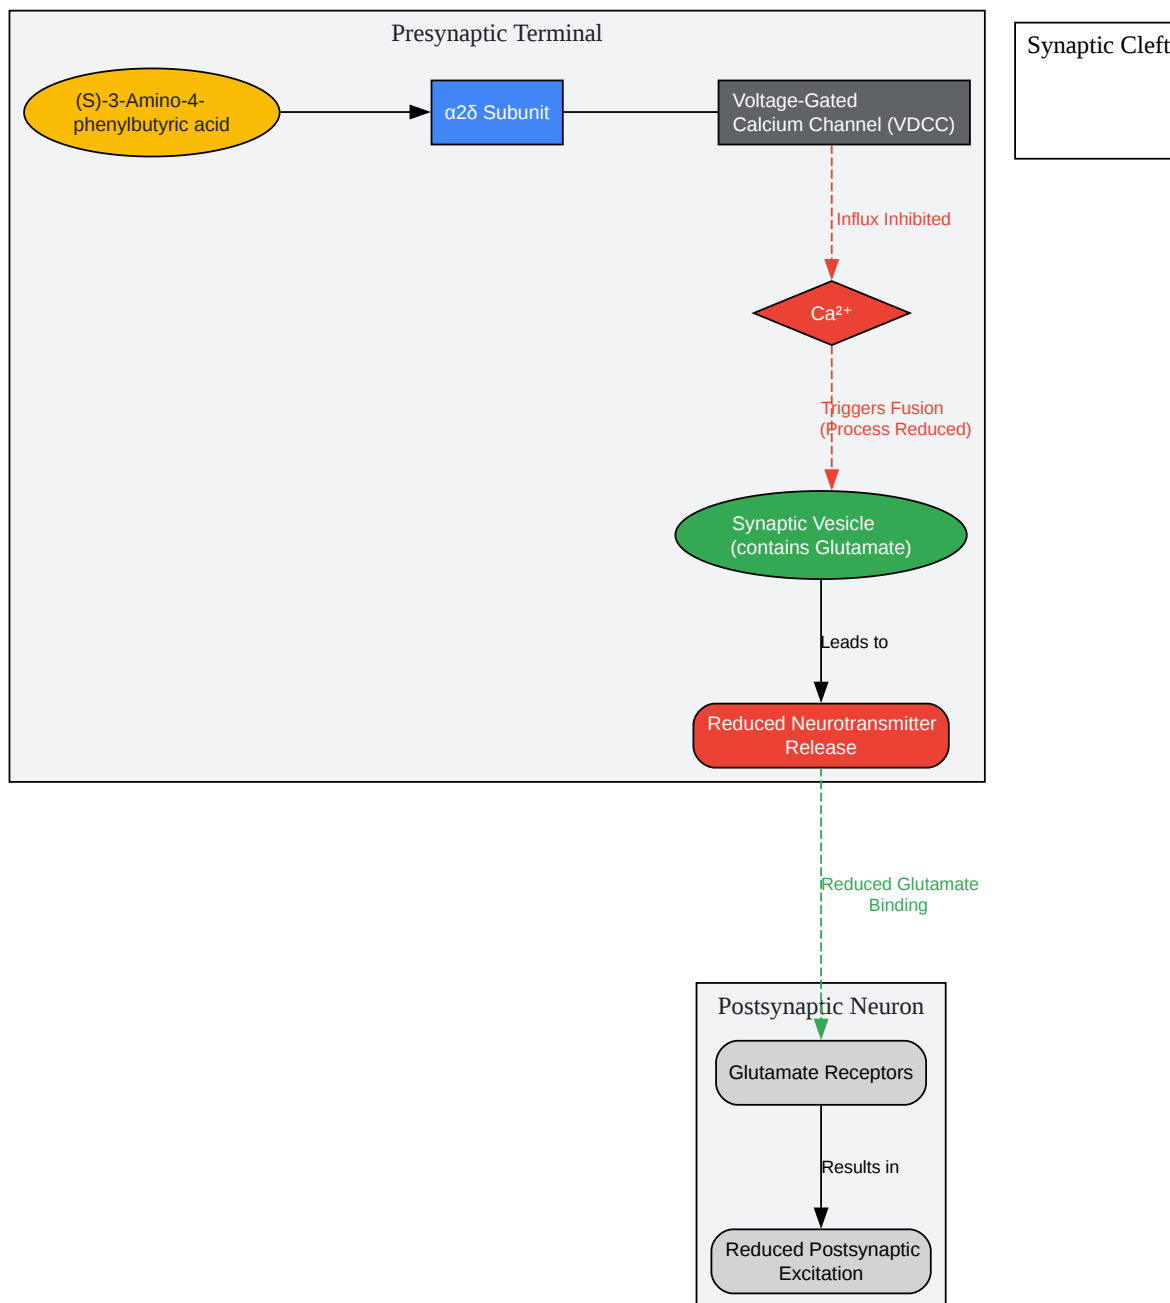 Presynaptic Terminal
Synaptic Cleft
(S)-3-Amino-4-
phenylbutyric acid
α2δ Subunit
Voltage-Gated
Calcium Channel (VDCC)
Influx Inhibited
Ca²⁺
Triggers Fusion
(Process Reduced)
Synaptic Vesicle
(contains Glutamate)
Leads to
Reduced Neurotransmitter
Release
Reduced Glutamate
Binding
Postsynaptic Neuron
Glutamate Receptors
Results in
Reduced Postsynaptic
Excitation